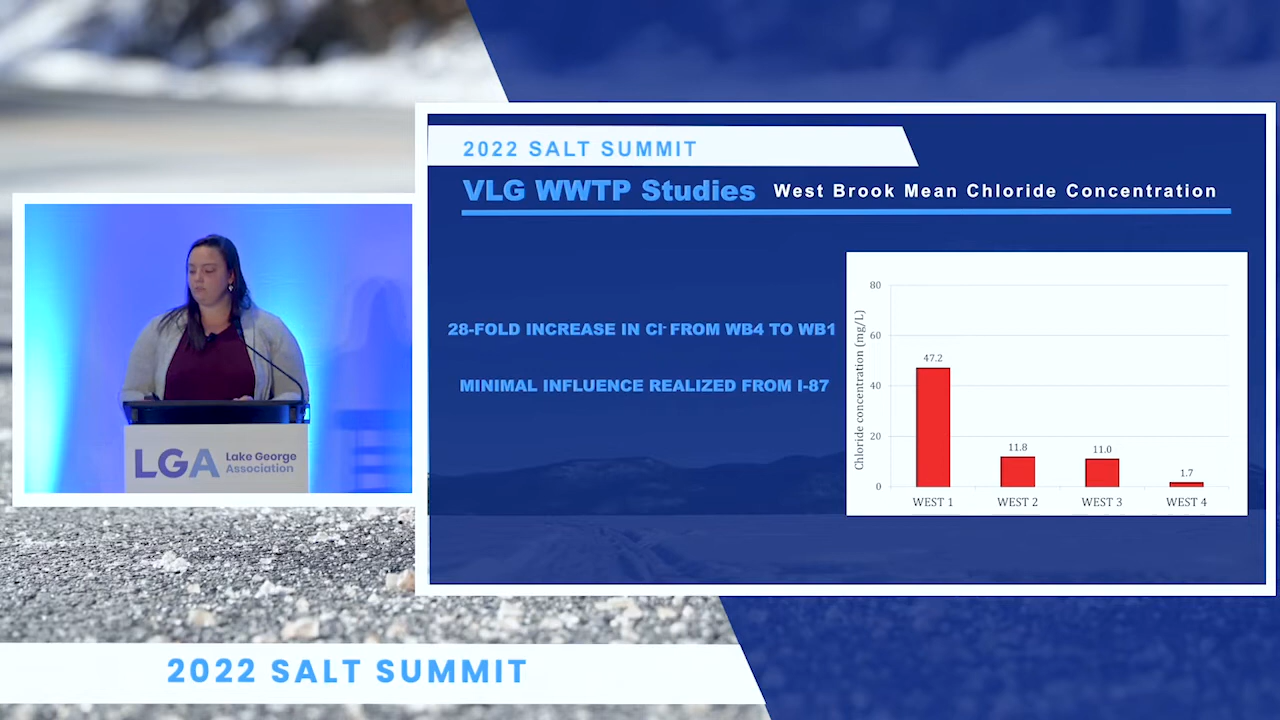 2022 SALT SUMMIT
VLG WWTP Studies West Brook Mean Chloride Concentration
28-FOLD INCREASE IN Cl- FROM WB4 TO WB1
MINIMAL INFLUENCE REALIZED FROM I-87
Chloride concentration (mg/L)
80
60
40
20
0
47.2
11.8
11.0
1.7
WEST 1 WEST 2 WEST 3 WEST 4
LGA Lake George
Association
2022 SALT SUMMIT